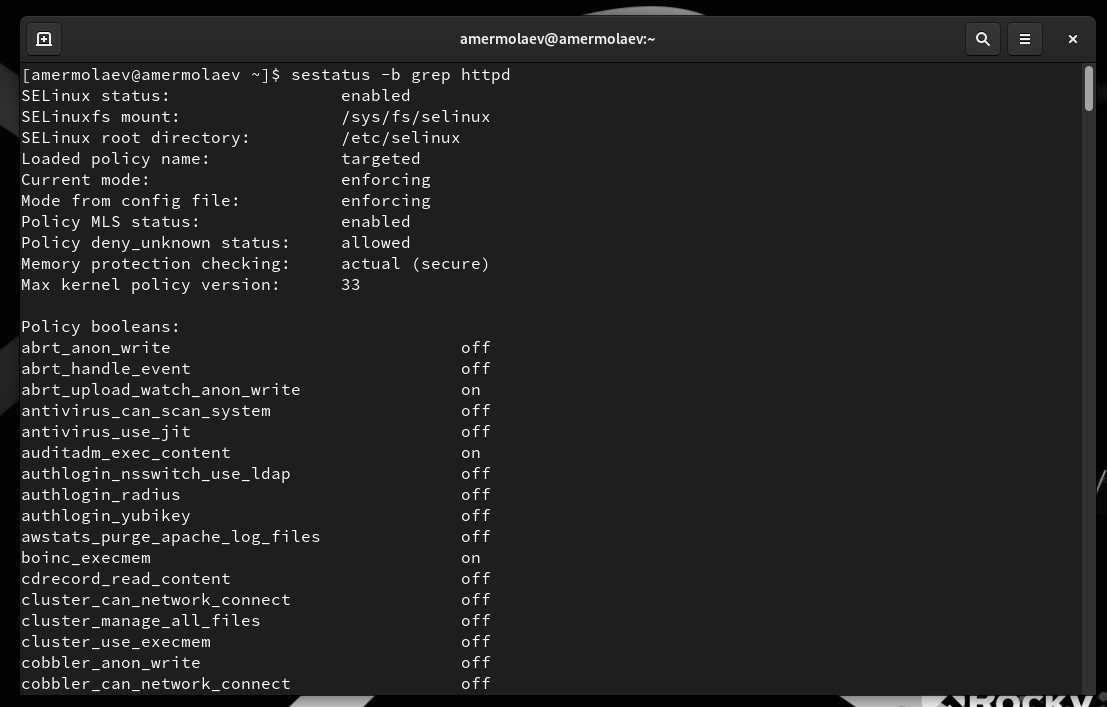 amermolaev@amermolaev:~
[amermolaev@amermolaev ~]$ sestatus -b grep httpd
SELinux status:                 enabled
SELinuxfs mount:                /sys/fs/selinux
SELinux root directory:         /etc/selinux
Loaded policy name:             targeted
Current mode:                   enforcing
Mode from config file:          enforcing
Policy MLS status:              enabled
Policy deny_unknown status:     allowed
Memory protection checking:     actual (secure)
Max kernel policy version:      33

Policy booleans:
abrt_anon_write                             off
abrt_handle_event                           off
abrt_upload_watch_anon_write                on
antivirus_can_scan_system                   off
antivirus_use_jit                           off
auditadm_exec_content                       on
authlogin_nsswitch_use_ldap                 off
authlogin_radius                            off
authlogin_yubikey                           off
awstats_purge_apache_log_files              off
boinc_execmem                               on
cdrecord_read_content                       off
cluster_can_network_connect                 off
cluster_manage_all_files                    off
cluster_use_execmem                         off
cobbler_anon_write                          off
cobbler_can_network_connect                 off
ROCKY